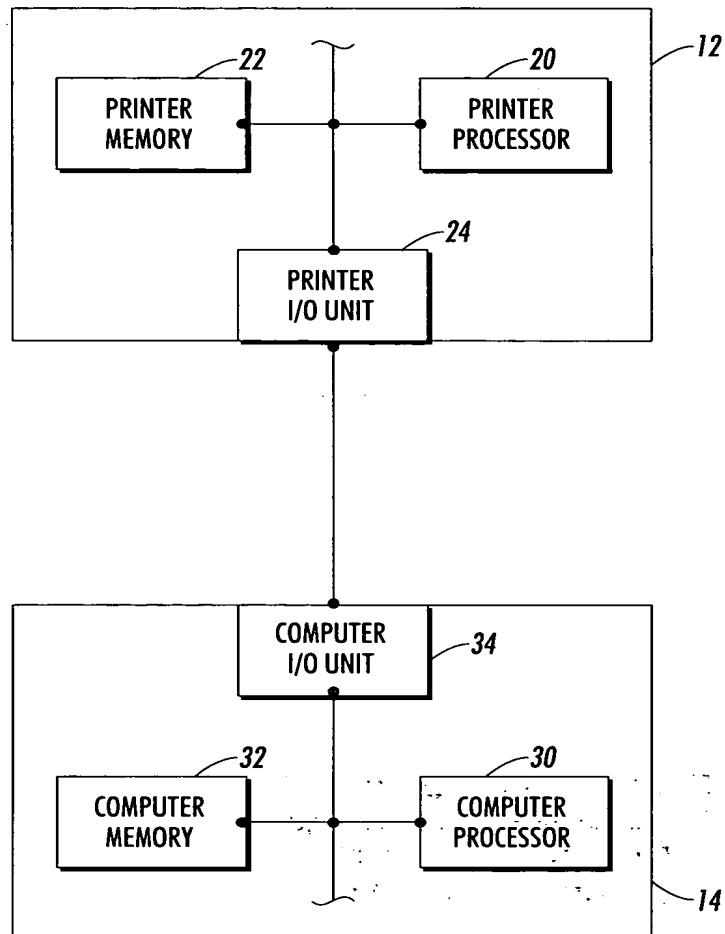 12
22
20
PRINTER
MEMORY
PRINTER
PROCESSOR
24
PRINTER
I/O UNIT
COMPUTER
I/O UNIT
34
32
30
COMPUTER
MEMORY
COMPUTER
PROCESSOR
14